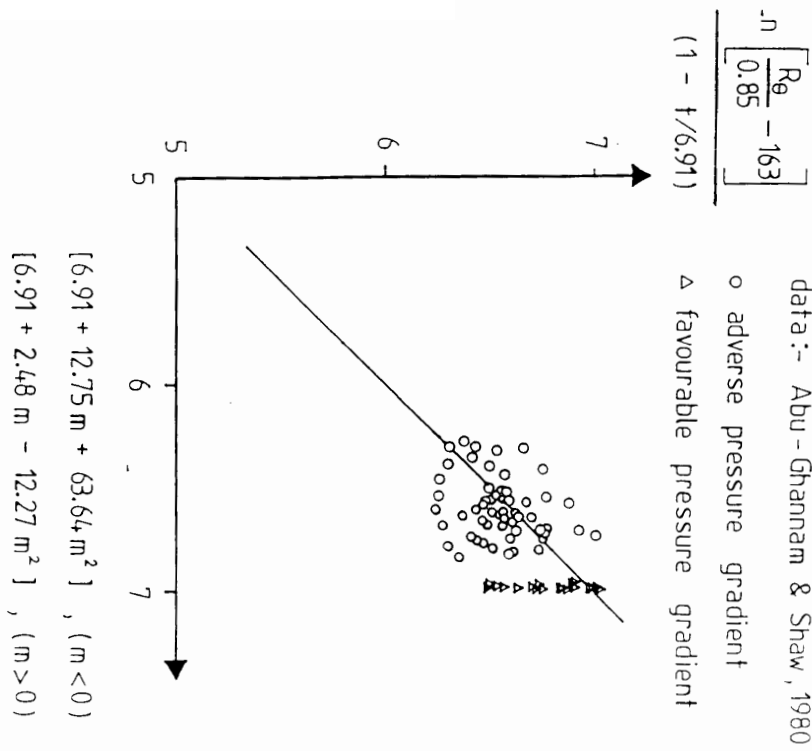 -n [Rθ/0.85 - 163]
(1 - t/6.91)
data:- Abu-Ghannam & Shaw, 1980
○ adverse pressure gradient
△ favourable pressure gradient
7
6
5
5 6 7
[6.91 + 12.75 m + 63.64 m²] , (m<0)
[6.91 + 2.48 m - 12.27 m²] , (m>0)